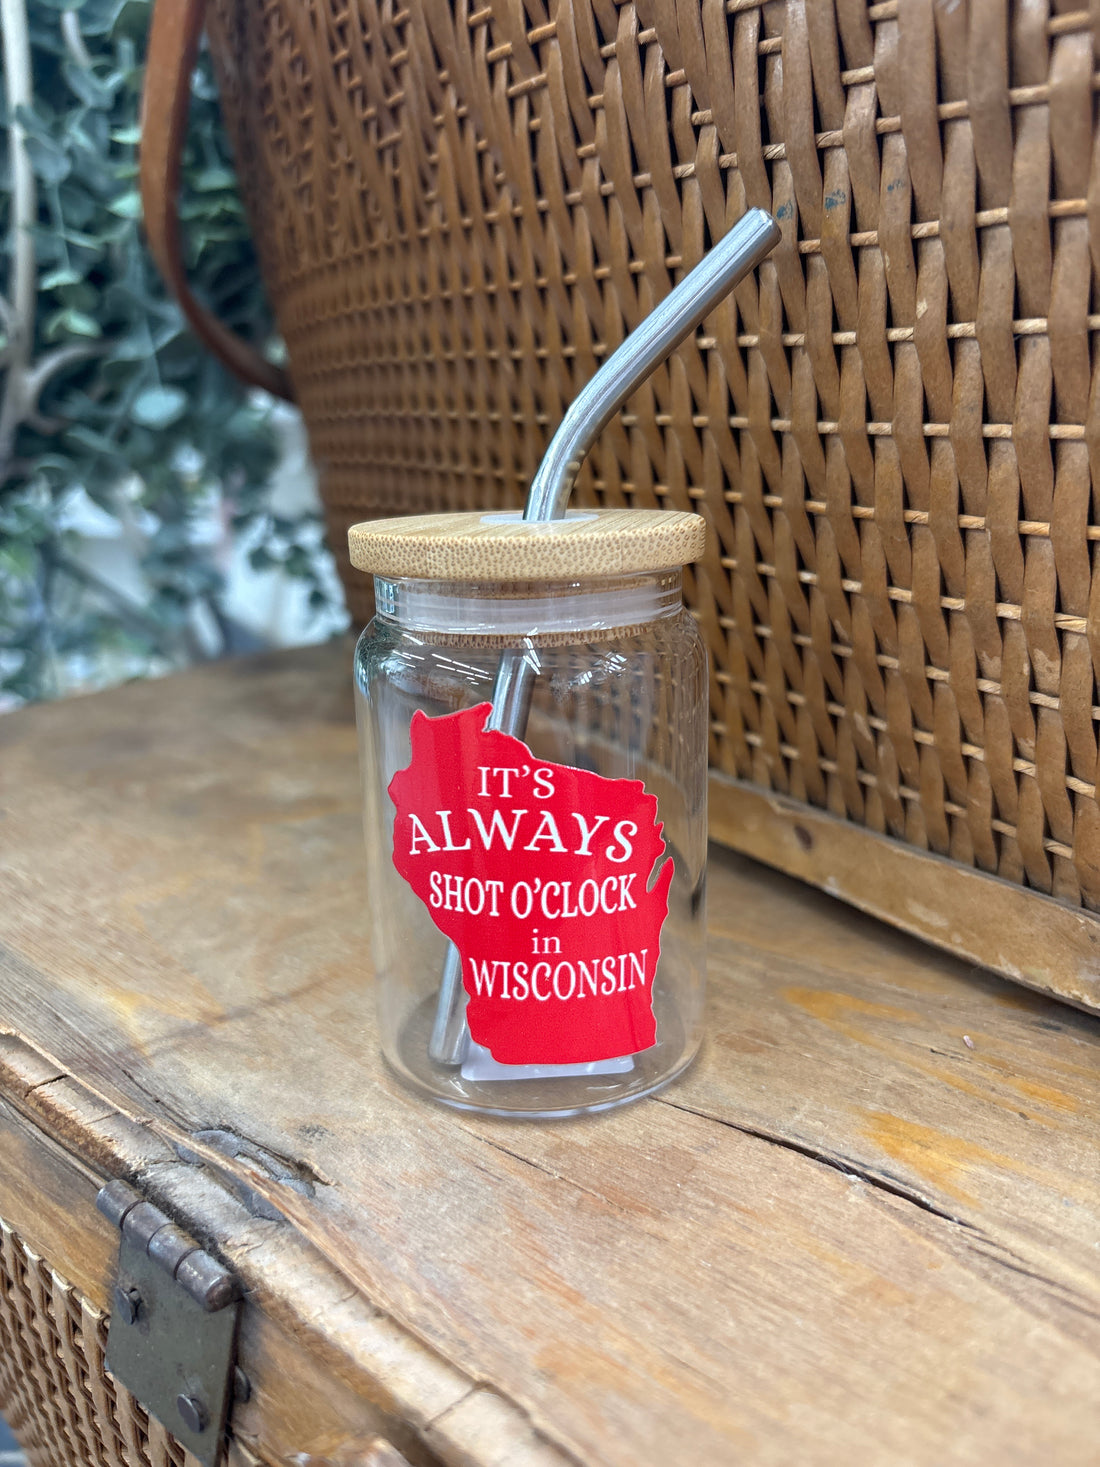 IT'S
ALWAYS
SHOT O'CLOCK
in
WISCONSIN